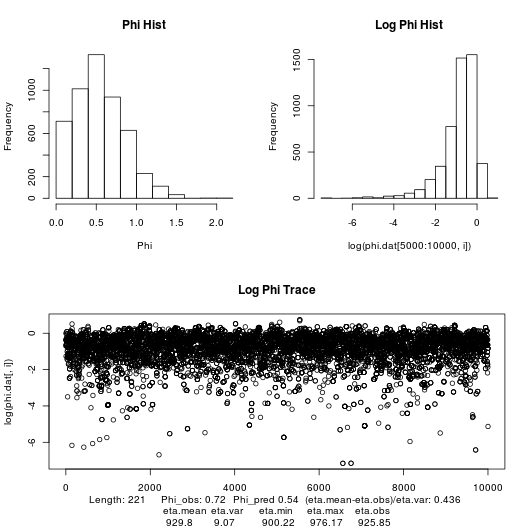 Phi Hist
Log Phi Hist
Frequency
0 200 600 1000
0.0 0.5 1.0 1.5 2.0
Phi
Frequency
0 500 1000 1500
-6 -4 -2 0
log(phi.dat[5000:10000, i])
Log Phi Trace
log(phi.dat[, i])
0 -2 -4 -6
0 2000 4000 6000 8000 10000
Length: 221 Phi_obs: 0.72 Phi_pred 0.54 (eta.mean-eta.obs)/eta.var: 0.436
eta.mean eta.var eta.min eta.max eta.obs
929.8 9.07 900.22 976.17 925.85